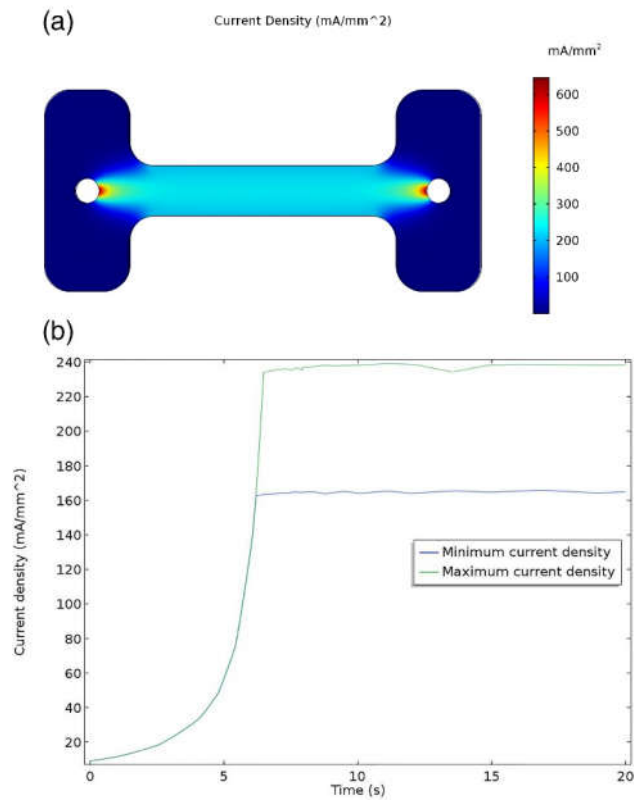 (a)
Current Density (mA/mm^2)
mA/mm²
600
500
400
300
200
100
(b)
240
220
200
180
160
140
120
100
80
60
40
20
Current density (mA/mm^2)
Minimum current density
Maximum current density
0
5
10
15
20
Time (s)